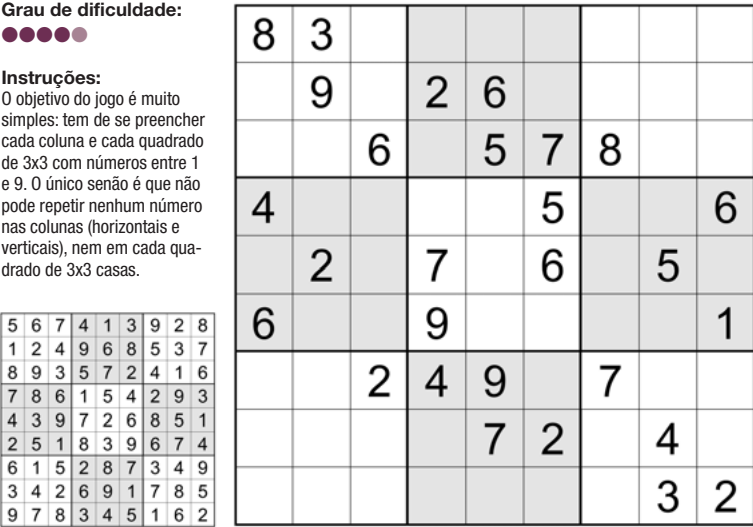 Grau de dificuldade:
Instruções:
O objetivo do jogo é muito
simples: tem de se preencher
cada coluna e cada quadrado
de 3x3 com números entre 1
e 9. O único senão é que não
pode repetir nenhum número
nas colunas (horizontais e
verticais), nem em cada qua-
drado de 3x3 casas.
5 6 7 4 1 3 9 2 8
1 2 4 9 6 8 5 3 7
8 9 3 5 7 2 4 1 6
7 8 6 1 5 4 2 9 3
4 3 9 7 2 6 8 5 1
2 5 1 8 3 9 6 7 4
6 1 5 2 8 7 3 4 9
3 4 2 6 9 1 7 8 5
9 7 8 3 4 5 1 6 2
8 3
9 2 6
6 5 7 8
4 5 6
2 7 6 5
6 9 1
2 4 9 7
7 2 4
3 2